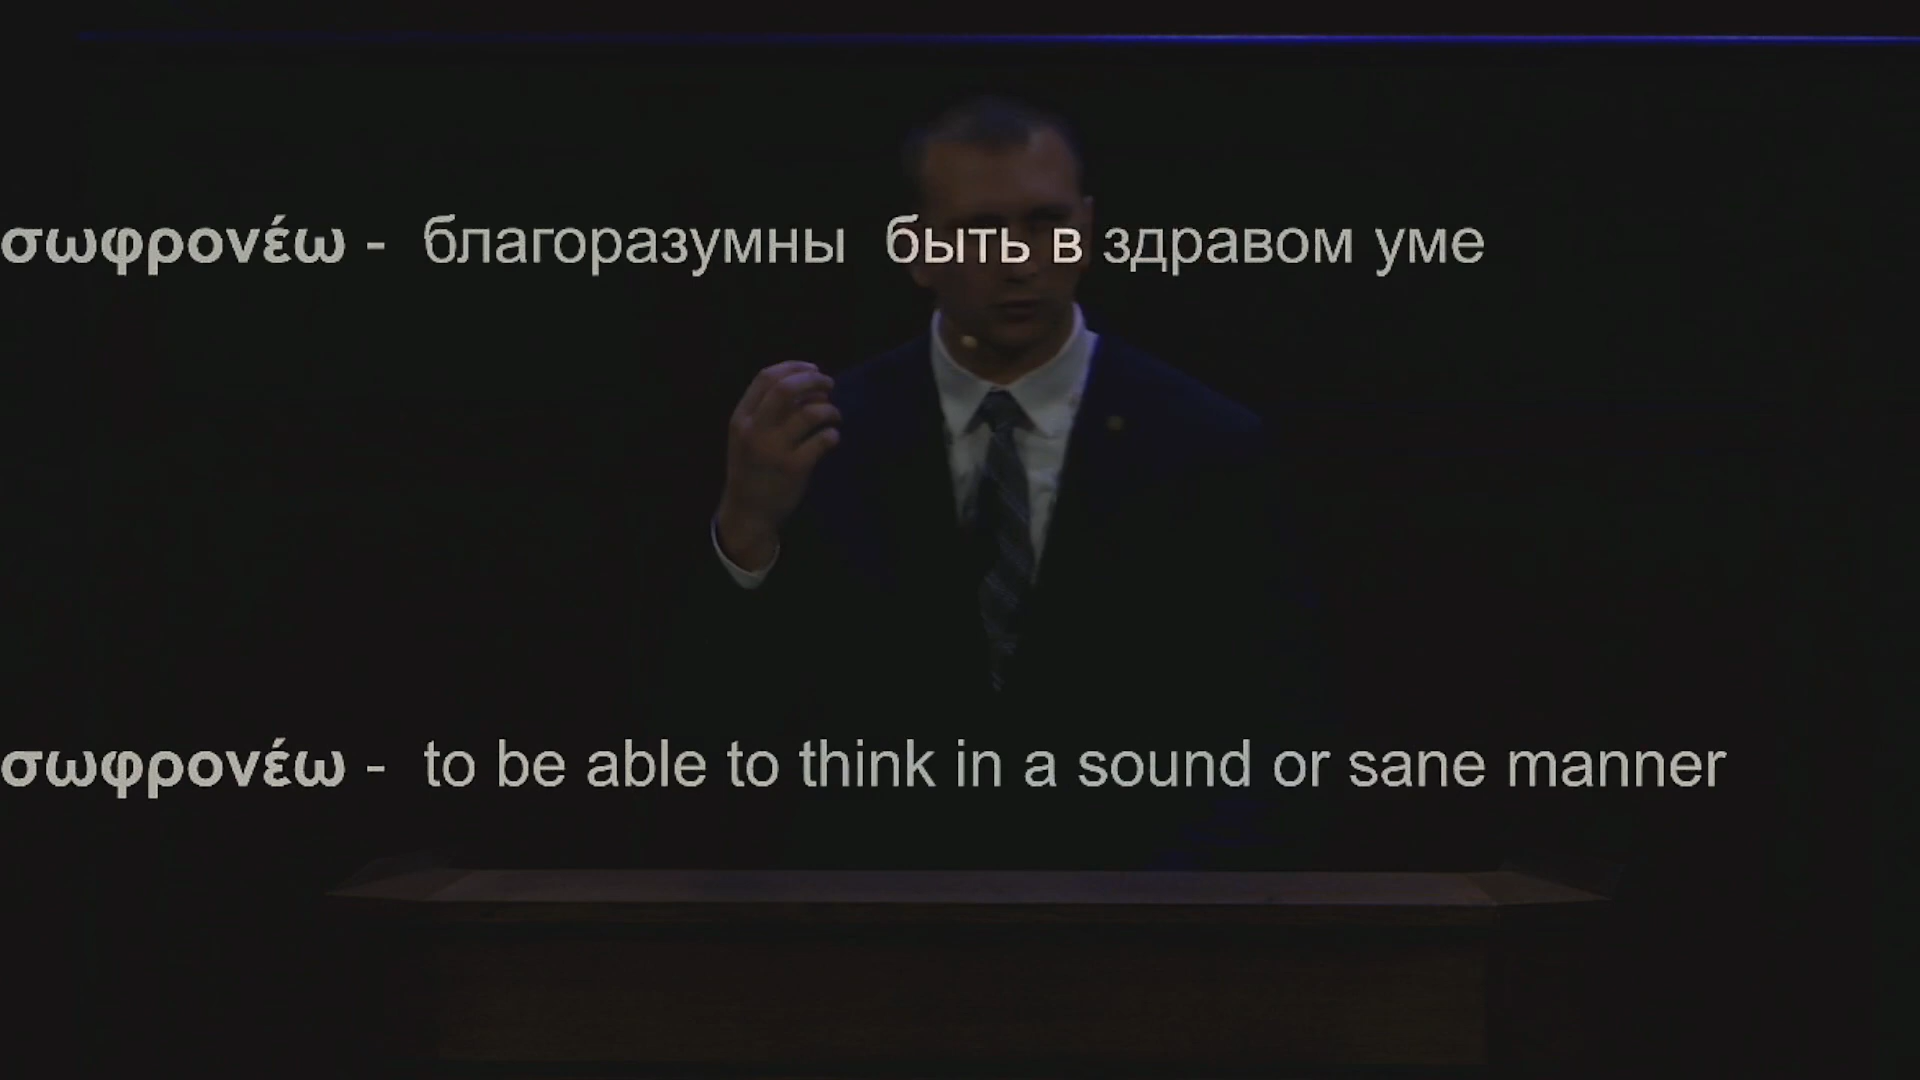 σωφρονέω - благоразумны быть в здравом уме
σωφρονέω - to be able to think in a sound or sane manner